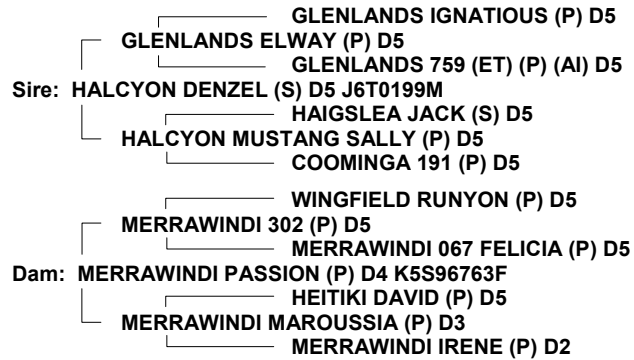 GLENLANDS IGNATIOUS (P) D5
GLENLANDS ELWAY (P) D5
GLENLANDS 759 (ET) (P) (AI) D5
Sire: HALCYON DENZEL (S) D5 J6T0199M
HAIGSLEA JACK (S) D5
HALCYON MUSTANG SALLY (P) D5
COOMINGA 191 (P) D5
WINGFIELD RUNYON (P) D5
MERRAWINDI 302 (P) D5
MERRAWINDI 067 FELICIA (P) D5
Dam: MERRAWINDI PASSION (P) D4 K5S96763F
HEITIKI DAVID (P) D5
MERRAWINDI MAROUSSIA (P) D3
MERRAWINDI IRENE (P) D2